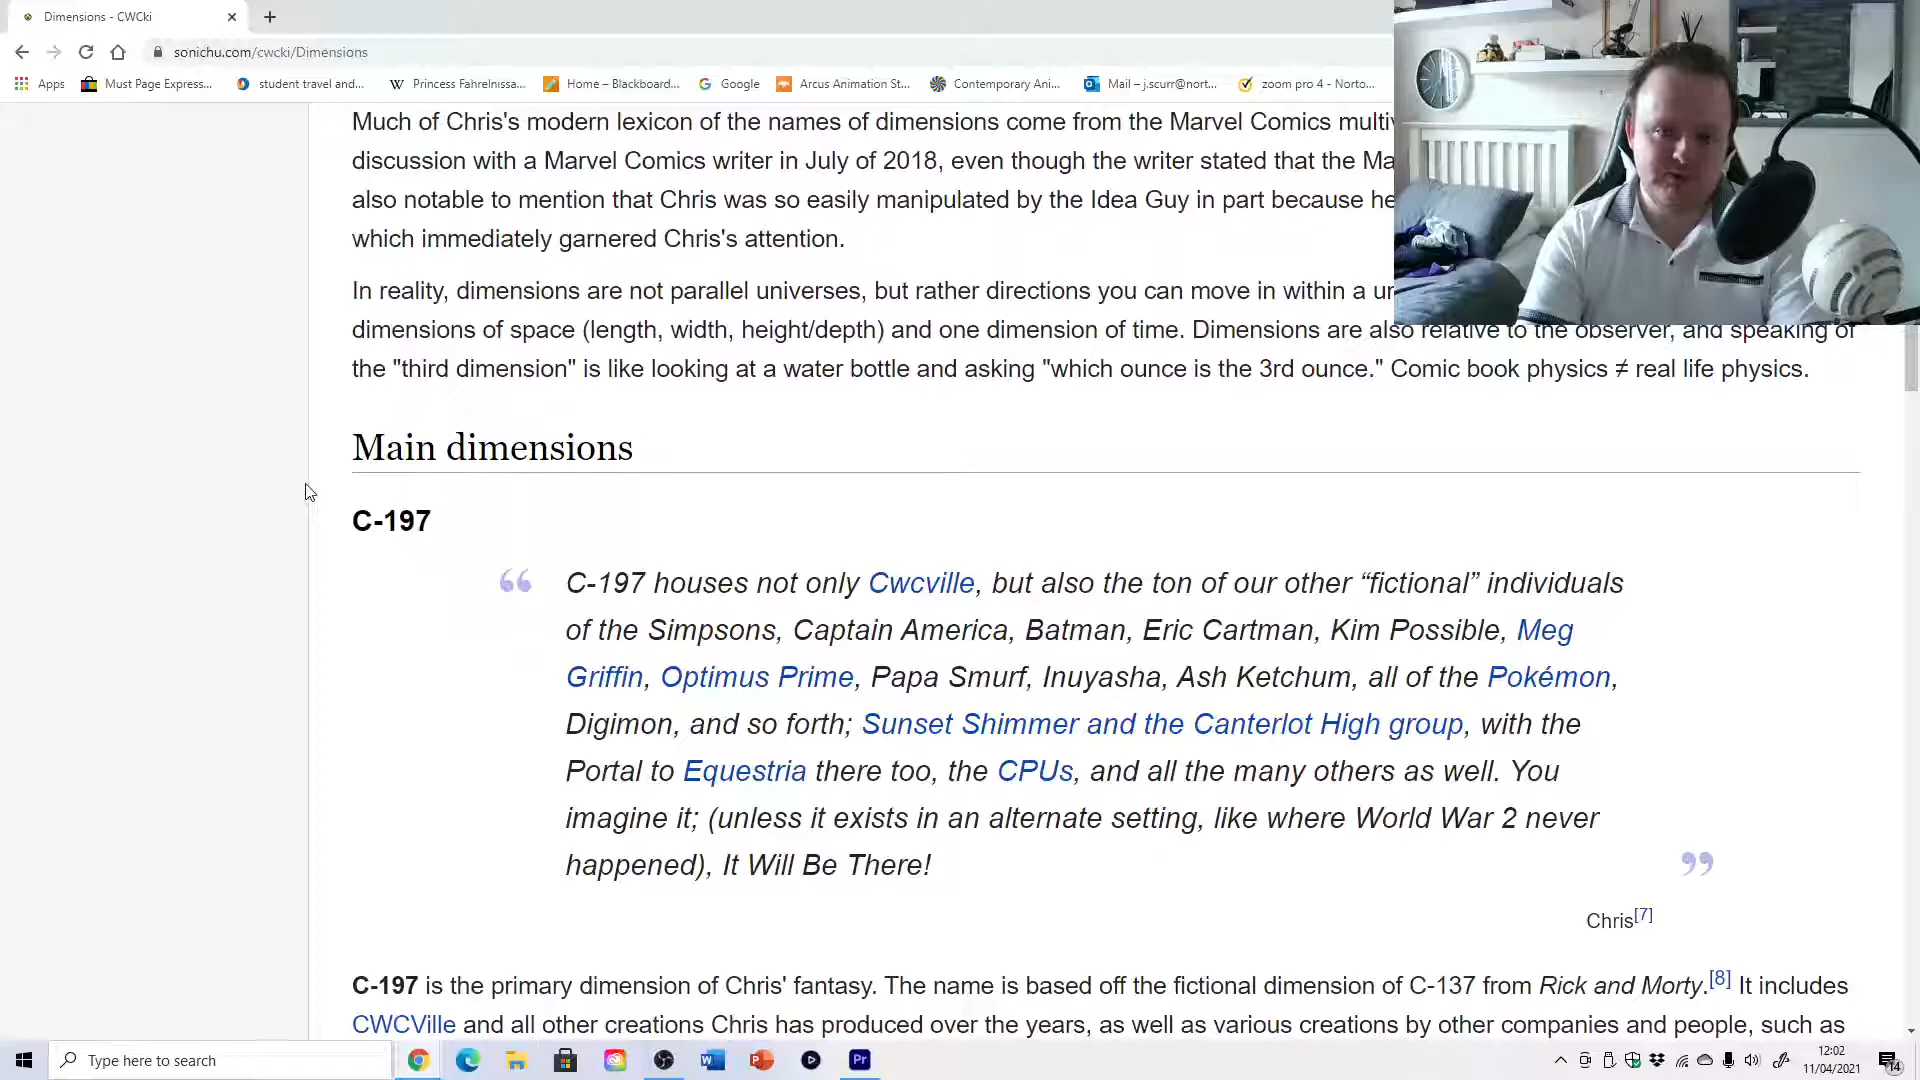 Dimensions - CWCki
sonichu.com/cwcki/Dimensions
Apps Must Page Express... student travel and... Princess Fahrelnıssa... Home – Blackboard... Google Arcus Animation St... Contemporary Ani... Mail – j.scurr@nort... zoom pro 4 - Norto...
Much of Chris's modern lexicon of the names of dimensions come from the Marvel Comics
discussion with a Marvel Comics writer in July of 2018, even though the writer stated that the
also notable to mention that Chris was so easily manipulated by the Idea Guy in part because he
which immediately garnered Chris's attention.
In reality, dimensions are not parallel universes, but rather directions you can move in within a
dimensions of space (length, width, height/depth) and one dimension of time. Dimensions are also relative to the observer, and speaking of
the "third dimension" is like looking at a water bottle and asking "which ounce is the 3rd ounce." Comic book physics ≠ real life physics.
Main dimensions
C-197
“ C-197 houses not only Cwcville, but also the ton of our other “fictional” individuals
of the Simpsons, Captain America, Batman, Eric Cartman, Kim Possible, Meg
Griffin, Optimus Prime, Papa Smurf, Inuyasha, Ash Ketchum, all of the Pokémon,
Digimon, and so forth; Sunset Shimmer and the Canterlot High group, with the
Portal to Equestria there too, the CPUs, and all the many others as well. You
imagine it; (unless it exists in an alternate setting, like where World War 2 never
happened), It Will Be There! ”
Chris[7]
C-197 is the primary dimension of Chris' fantasy. The name is based off the fictional dimension of C-137 from Rick and Morty.[8] It includes
CWCVille and all other creations Chris has produced over the years, as well as various creations by other companies and people, such as
Type here to search
12:02
11/04/2021
14